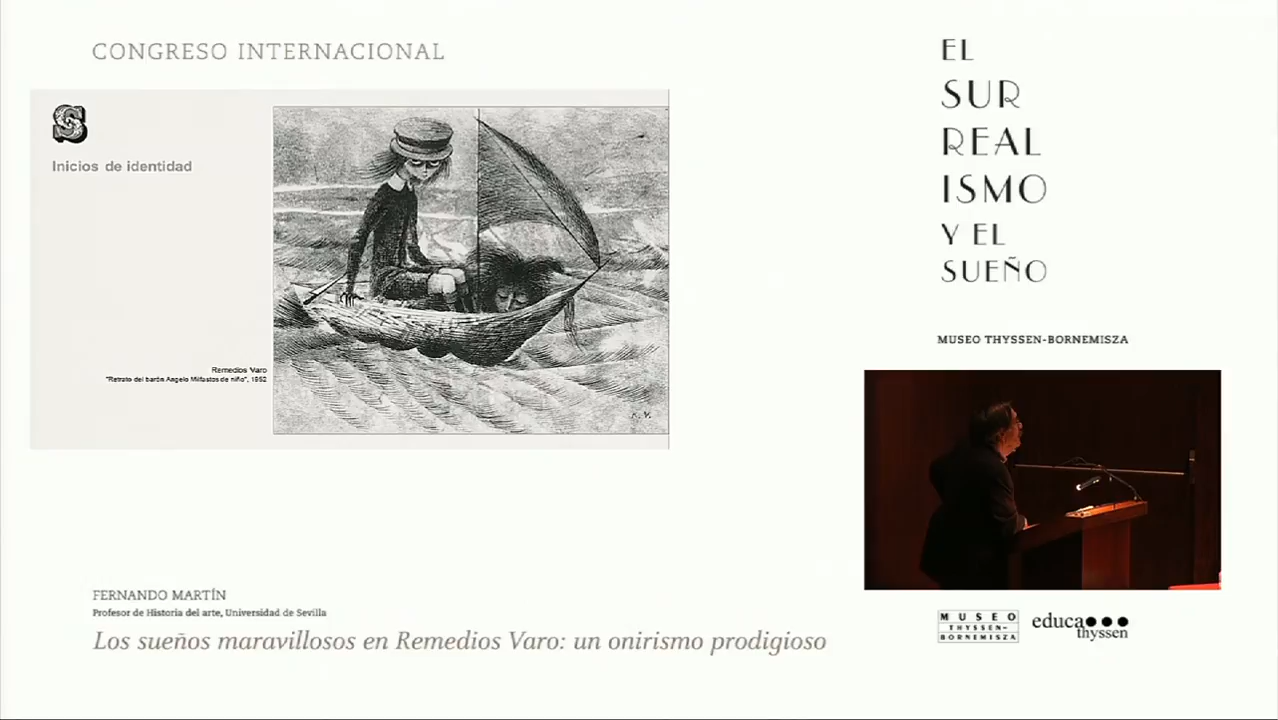 CONGRESO INTERNACIONAL
S
Inicios de identidad
Remedios Varo
"Retrato del barón Angelo Milfastos de niño", 1952
R.V.
EL
SUR
REAL
ISMO
Y EL
SUEÑO
MUSEO THYSSEN-BORNEMISZA
FERNANDO MARTÍN
Profesor de Historia del arte, Universidad de Sevilla
Los sueños maravillosos en Remedios Varo: un onirismo prodigioso
MUSEO
THYSSEN-
BORNEMISZA
educa
thyssen